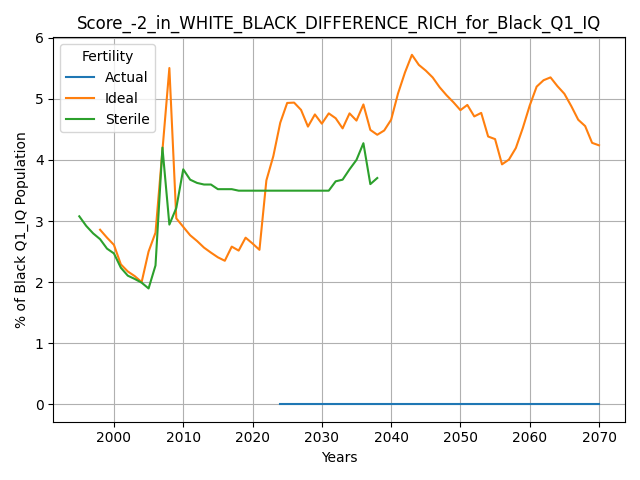 Score_-2_in_WHITE_BLACK_DIFFERENCE_RICH_for_Black_Q1_IQ
Fertility
Actual
Ideal
Sterile
% of Black Q1_IQ Population
6
5
4
3
2
1
0
2000 2010 2020 2030 2040 2050 2060 2070
Years